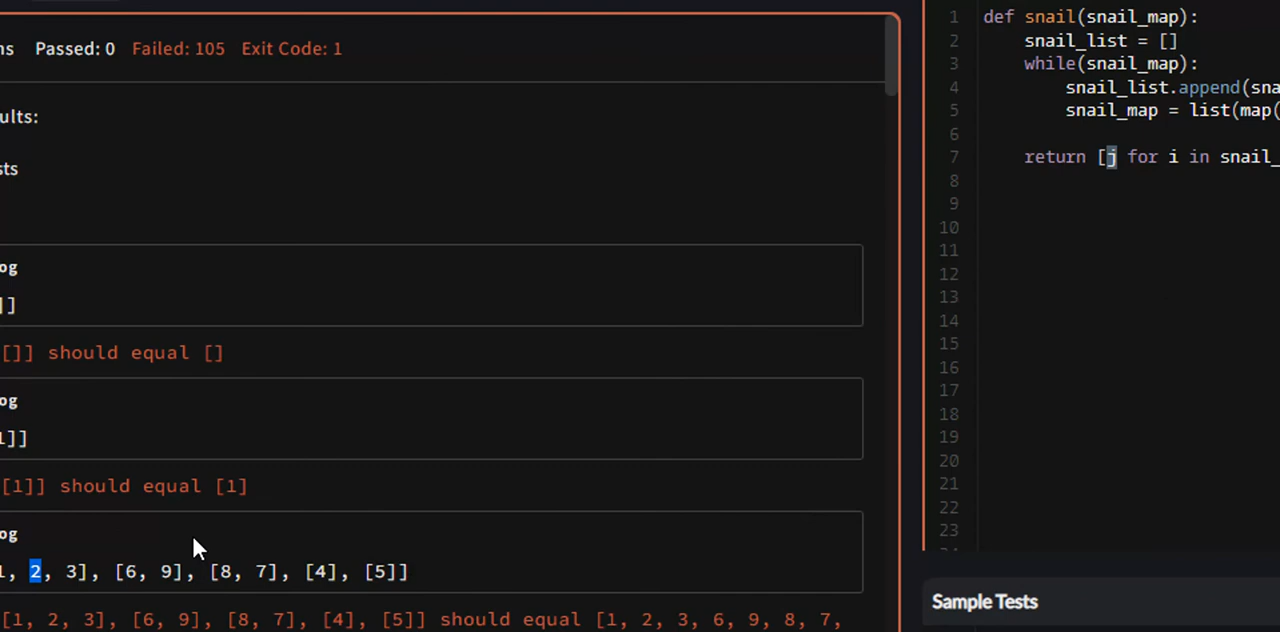 ns Passed: 0 Failed: 105 Exit Code: 1
ults:
sts
og
[]]
[]] should equal []
og
1]]
[1]] should equal [1]
og
1, 2, 3], [6, 9], [8, 7], [4], [5]]
[1, 2, 3], [6, 9], [8, 7], [4], [5]] should equal [1, 2, 3, 6, 9, 8, 7,
1 def snail(snail_map):
2 snail_list = []
3 while(snail_map):
4 snail_list.append(sna
5 snail_map = list(map(
6
7 return [j for i in snail_
8
9
10
11
12
13
14
15
16
17
18
19
20
21
22
23
Sample Tests